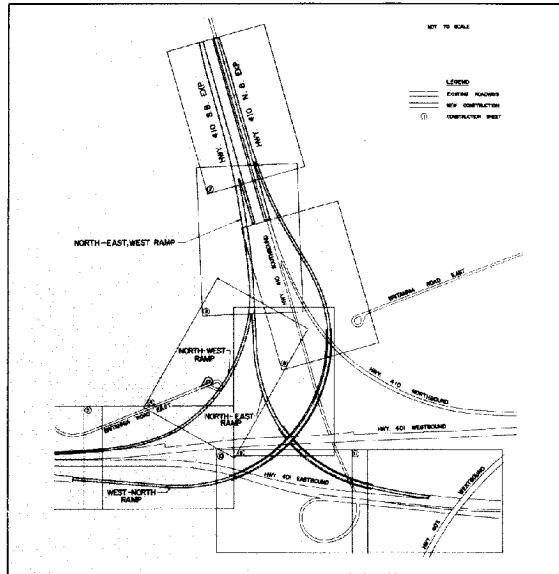 NOT TO SCALE
LEGEND
EXISTING ROADWAYS
NEW CONSTRUCTION
CONSTRUCTION SHEET
HWY. 410 S.B. EXP.
HWY. 410 N.B. EXP.
NORTH-EAST, WEST RAMP
HWY. 410 SOUTHBOUND
BRITANNIA ROAD EAST
NORTH-WEST
RAMP
HWY. 410 NORTHBOUND
BRITANNIA ROAD EAST
NORTH-EAST
RAMP
HWY. 401 WESTBOUND
HWY. 401 EASTBOUND
WEST-NORTH
RAMP
HWY 403 WESTBOUND